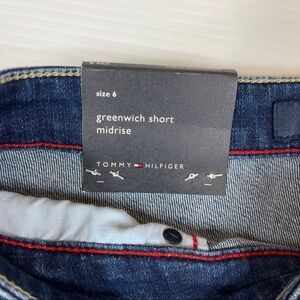 size 6
greenwich short
midrise
TOMMY HILFIGER